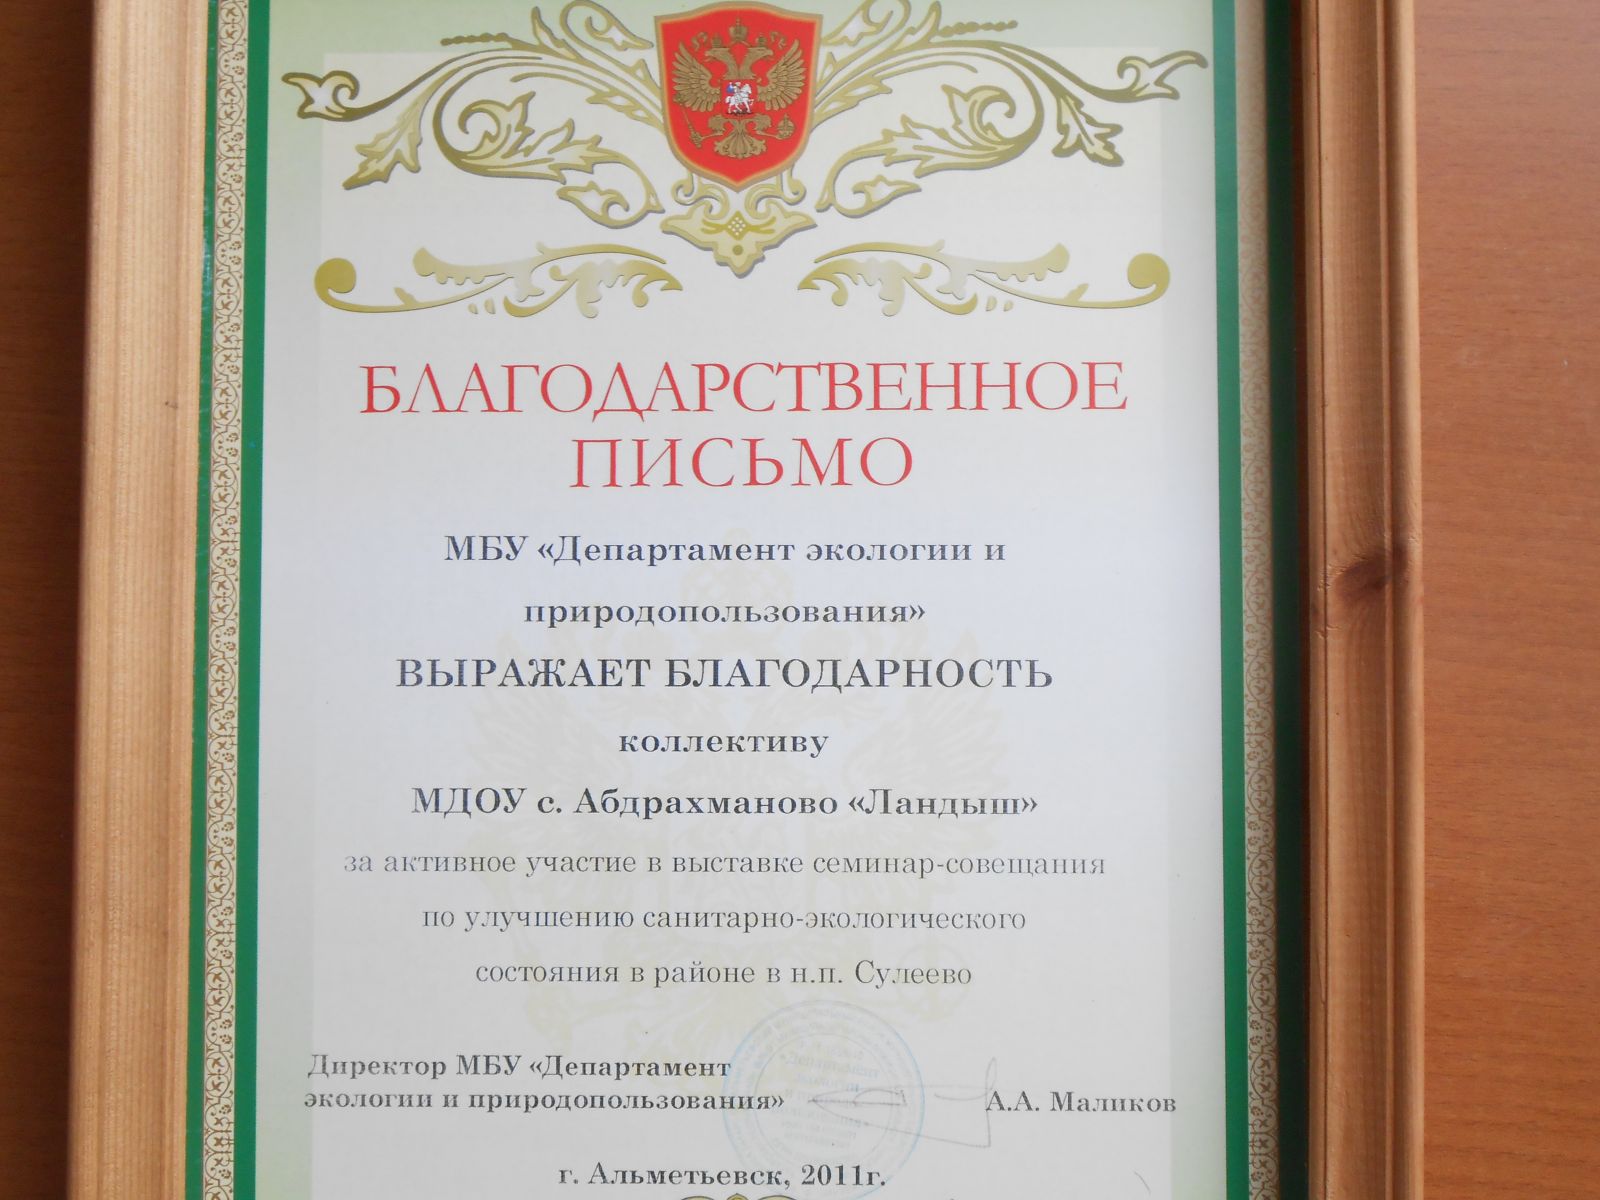 БЛАГОДАРСТВЕННОЕ
ПИСЬМО
МБУ «Департамент экологии и
природопользования»
ВЫРАЖАЕТ БЛАГОДАРНОСТЬ
коллективу
МДОУ с. Абдрахманово «Ландыш»
за активное участие в выставке семинар-совещания
по улучшению санитарно-экологического
состояния в районе в н.п. Сулеево
Директор МБУ «Департамент
экологии и природопользования»
А.А. Маликов
г. Альметьевск, 2011г.